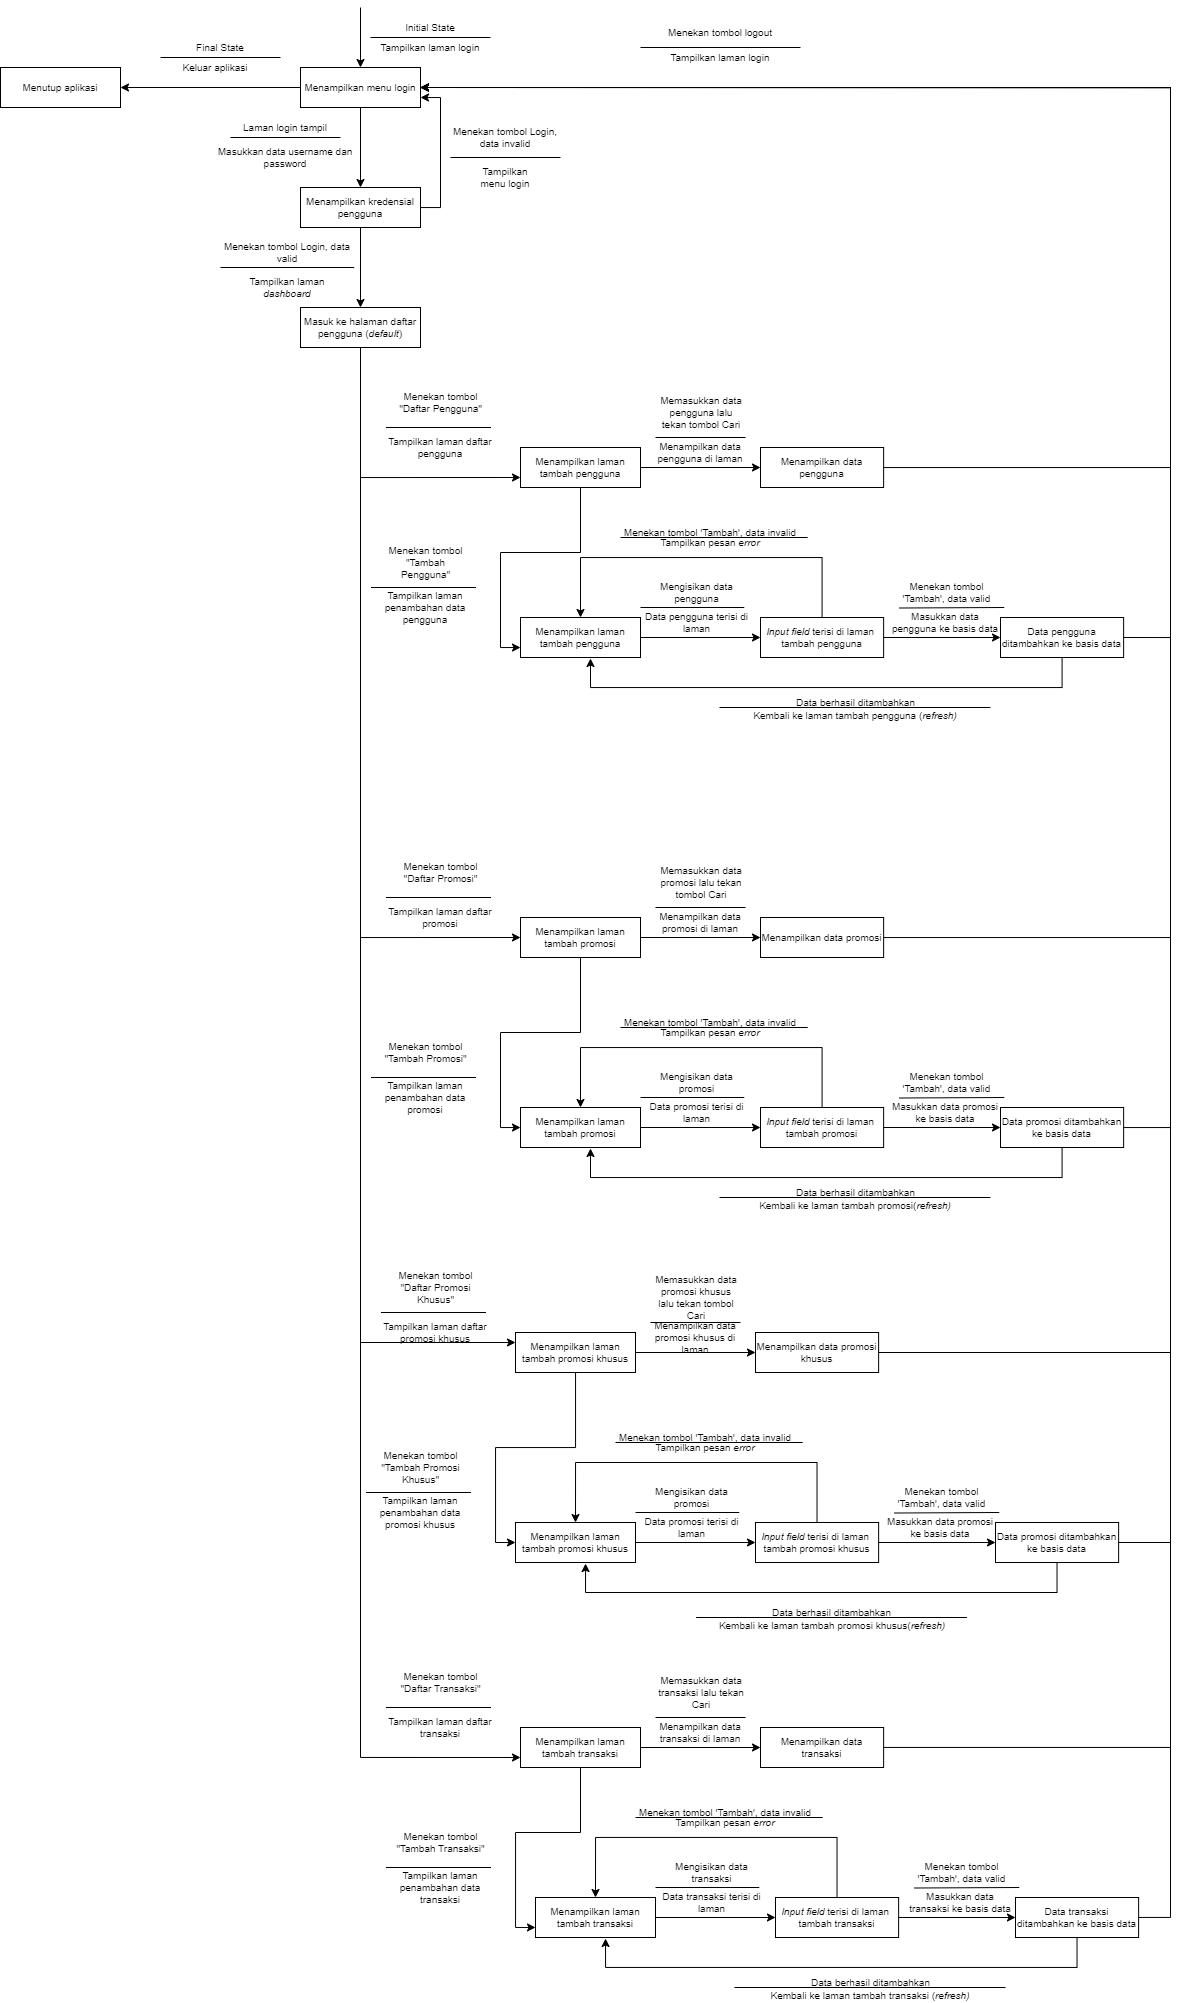 Initial State
Tampilkan laman login
Menekan tombol logout
Tampilkan laman login
Final State
Keluar aplikasi
Menutup aplikasi
Menampilkan menu login
Laman login tampil
Masukkan data username dan
password
Menekan tombol Login,
data invalid
Tampilkan
menu login
Menampilkan kredensial
pengguna
Menekan tombol Login, data
valid
Tampilkan laman
dashboard
Masuk ke halaman daftar
pengguna (default)
Menekan tombol
"Daftar Pengguna"
Tampilkan laman daftar
pengguna
Memasukkan data
pengguna lalu
tekan tombol Cari
Menampilkan data
pengguna di laman
Menampilkan laman
tambah pengguna
Menampilkan data
pengguna
Menekan tombol
"Tambah
Pengguna"
Tampilkan laman
penambahan data
pengguna
Menekan tombol 'Tambah', data invalid
Tampilkan pesan error
Mengisikan data
pengguna
Data pengguna terisi di
laman
Menekan tombol
'Tambah', data valid
Masukkan data
pengguna ke basis data
Menampilkan laman
tambah pengguna
Input field terisi di laman
tambah pengguna
Data pengguna
ditambahkan ke basis data
Data berhasil ditambahkan
Kembali ke laman tambah pengguna (refresh)
Menekan tombol
"Daftar Promosi"
Tampilkan laman daftar
promosi
Memasukkan data
promosi lalu tekan
tombol Cari
Menampilkan data
promosi di laman
Menampilkan laman
tambah promosi
Menampilkan data promosi
Menekan tombol
"Tambah Promosi"
Tampilkan laman
penambahan data
promosi
Menekan tombol 'Tambah', data invalid
Tampilkan pesan error
Mengisikan data
promosi
Data promosi terisi di
laman
Menekan tombol
'Tambah', data valid
Masukkan data promosi
ke basis data
Menampilkan laman
tambah promosi
Input field terisi di laman
tambah promosi
Data promosi ditambahkan
ke basis data
Data berhasil ditambahkan
Kembali ke laman tambah promosi(refresh)
Menekan tombol
"Daftar Promosi
Khusus"
Tampilkan laman daftar
promosi khusus
Memasukkan data
promosi khusus
lalu tekan tombol
Cari
Menampilkan data
promosi khusus di
laman
Menampilkan laman
tambah promosi khusus
Menampilkan data promosi
khusus
Menekan tombol
"Tambah Promosi
Khusus"
Tampilkan laman
penambahan data
promosi khusus
Menekan tombol 'Tambah', data invalid
Tampilkan pesan error
Mengisikan data
promosi
Data promosi terisi di
laman
Menekan tombol
'Tambah', data valid
Masukkan data promosi
ke basis data
Menampilkan laman
tambah promosi khusus
Input field terisi di laman
tambah promosi khusus
Data promosi ditambahkan
ke basis data
Data berhasil ditambahkan
Kembali ke laman tambah promosi khusus(refresh)
Menekan tombol
"Daftar Transaksi"
Tampilkan laman daftar
transaksi
Memasukkan data
transaksi lalu tekan
Cari
Menampilkan data
transaksi di laman
Menampilkan laman
tambah transaksi
Menampilkan data
transaksi
Menekan tombol
"Tambah Transaksi"
Tampilkan laman
penambahan data
transaksi
Menekan tombol 'Tambah', data invalid
Tampilkan pesan error
Mengisikan data
transaksi
Data transaksi terisi di
laman
Menekan tombol
'Tambah', data valid
Masukkan data
transaksi ke basis data
Menampilkan laman
tambah transaksi
Input field terisi di laman
tambah transaksi
Data transaksi
ditambahkan ke basis data
Data berhasil ditambahkan
Kembali ke laman tambah transaksi (refresh)